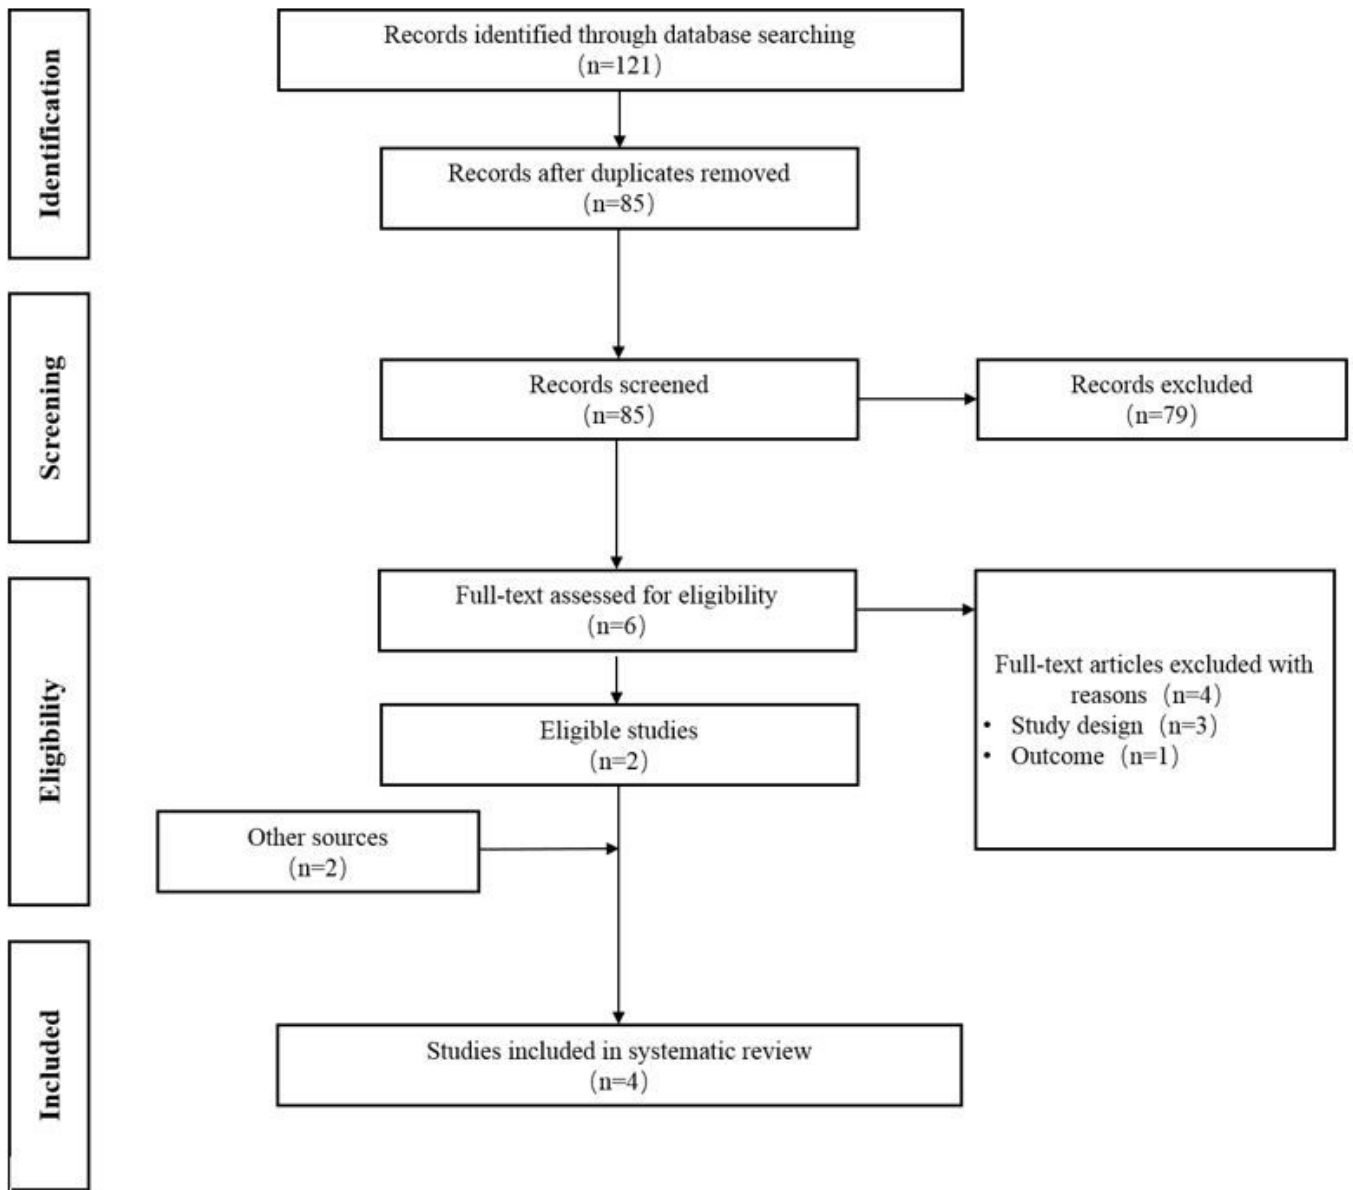 Identification
Records identified through database searching
(n=121)
Records after duplicates removed
(n=85)
Screening
Records screened
(n=85)
Records excluded
(n=79)
Eligibility
Full-text assessed for eligibility
(n=6)
Full-text articles excluded with
reasons (n=4)
• Study design (n=3)
• Outcome (n=1)
Eligible studies
(n=2)
Other sources
(n=2)
Included
Studies included in systematic review
(n=4)